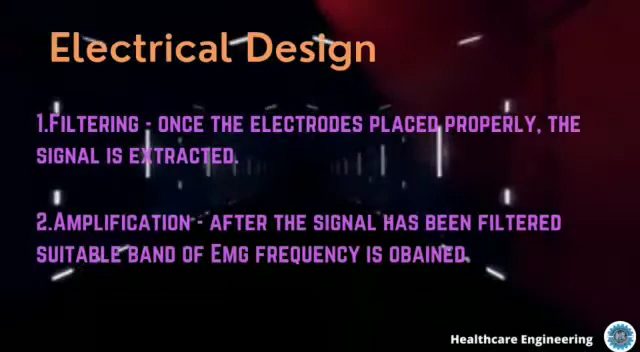 Electrical Design
1.Filtering - once the electrodes placed properly, the
signal is extracted.
2.Amplification - after the signal has been filtered
suitable band of Emg frequency is obained.
Healthcare Engineering